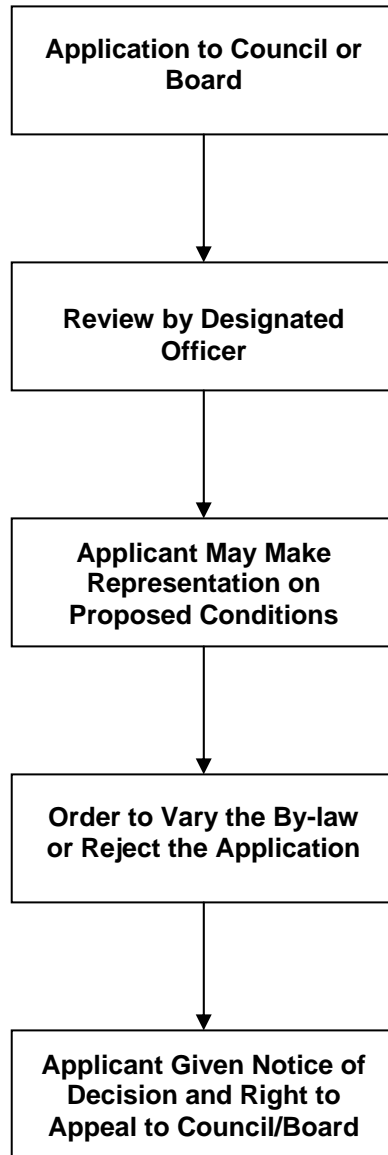 Application to Council or
Board
Review by Designated
Officer
Applicant May Make
Representation on
Proposed Conditions
Order to Vary the By-law
or Reject the Application
Applicant Given Notice of
Decision and Right to
Appeal to Council/Board